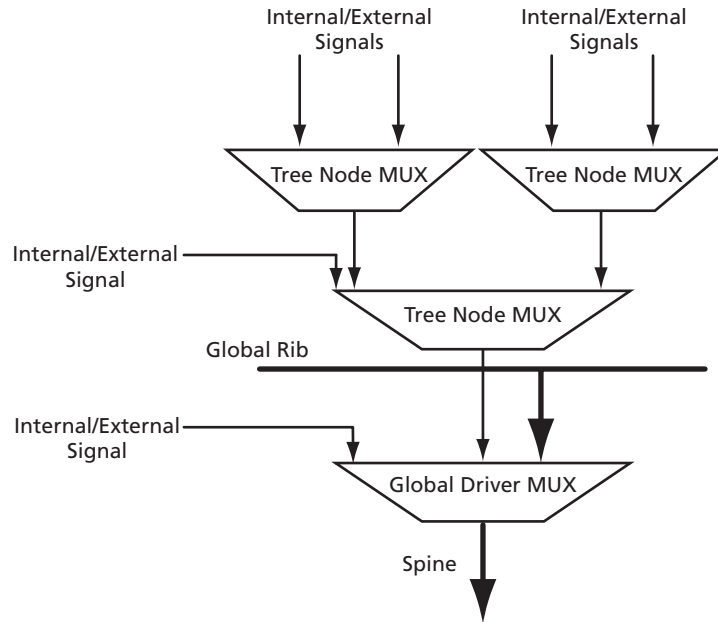 Internal/External
Signals
Internal/External
Signals
Tree Node MUX
Tree Node MUX
Internal/External
Signal
Tree Node MUX
Global Rib
Internal/External
Signal
Global Driver MUX
Spine